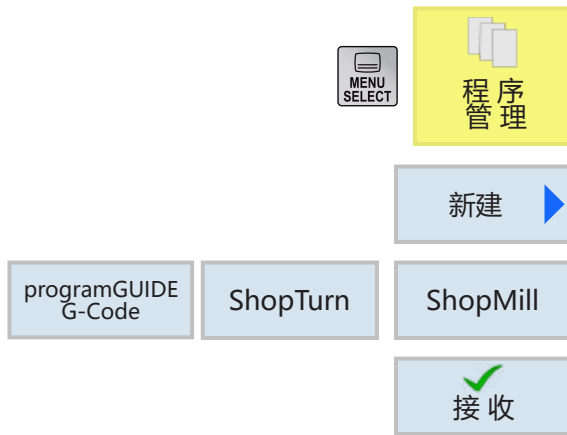 MENU
SELECT
程序
管理
新建
programGUIDE
G-Code
ShopTurn
ShopMill
接收